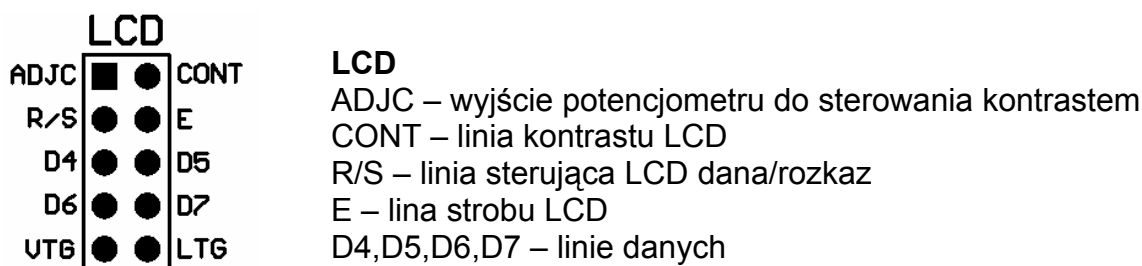 LCD
ADJC CONT
R/S E
D4 D5
D6 D7
VTG LTG
LCD
ADJC – wyjście potencjometru do sterowania kontrastem
CONT – linia kontrastu LCD
R/S – linia sterująca LCD dana/rozkaz
E – lina strobu LCD
D4,D5,D6,D7 – linie danych